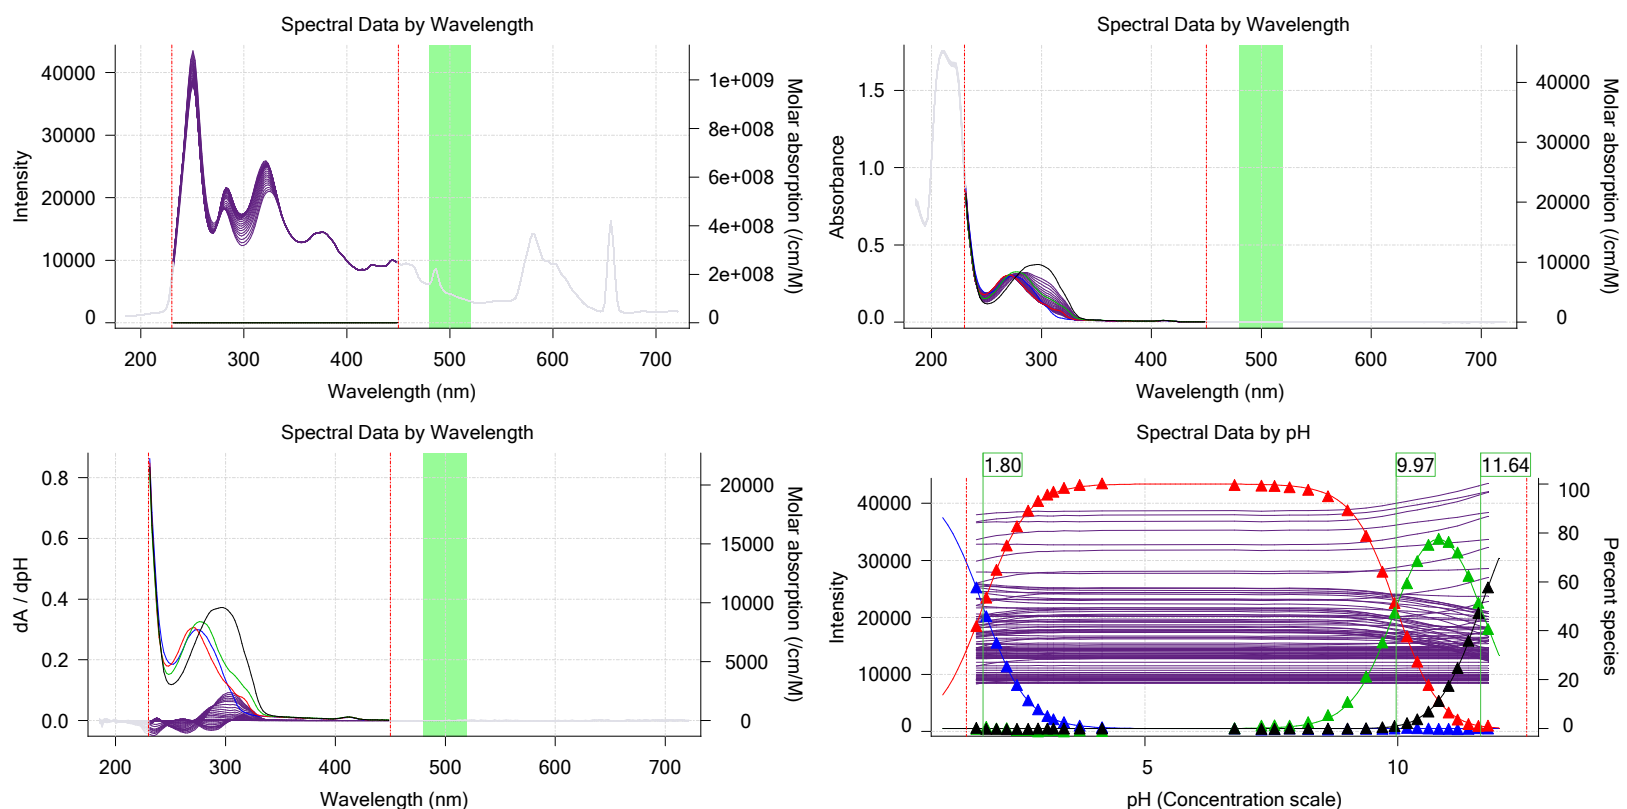 Spectral Data by Wavelength
40000
30000
20000
10000
0
Intensity
1e+009
8e+008
6e+008
4e+008
2e+008
0
Molar absorption (/cm/M)
200 300 400 500 600 700
Wavelength (nm)
Spectral Data by Wavelength
1.5
1.0
0.5
0.0
Absorbance
40000
30000
20000
10000
0
Molar absorption (/cm/M)
200 300 400 500 600 700
Wavelength (nm)
Spectral Data by Wavelength
0.8
0.6
0.4
0.2
0.0
dA / dpH
20000
15000
10000
5000
0
Molar absorption (/cm/M)
200 300 400 500 600 700
Wavelength (nm)
Spectral Data by pH
1.80 9.97 11.64
40000
30000
20000
10000
0
Intensity
100
80
60
40
20
0
Percent species
5 10
pH (Concentration scale)